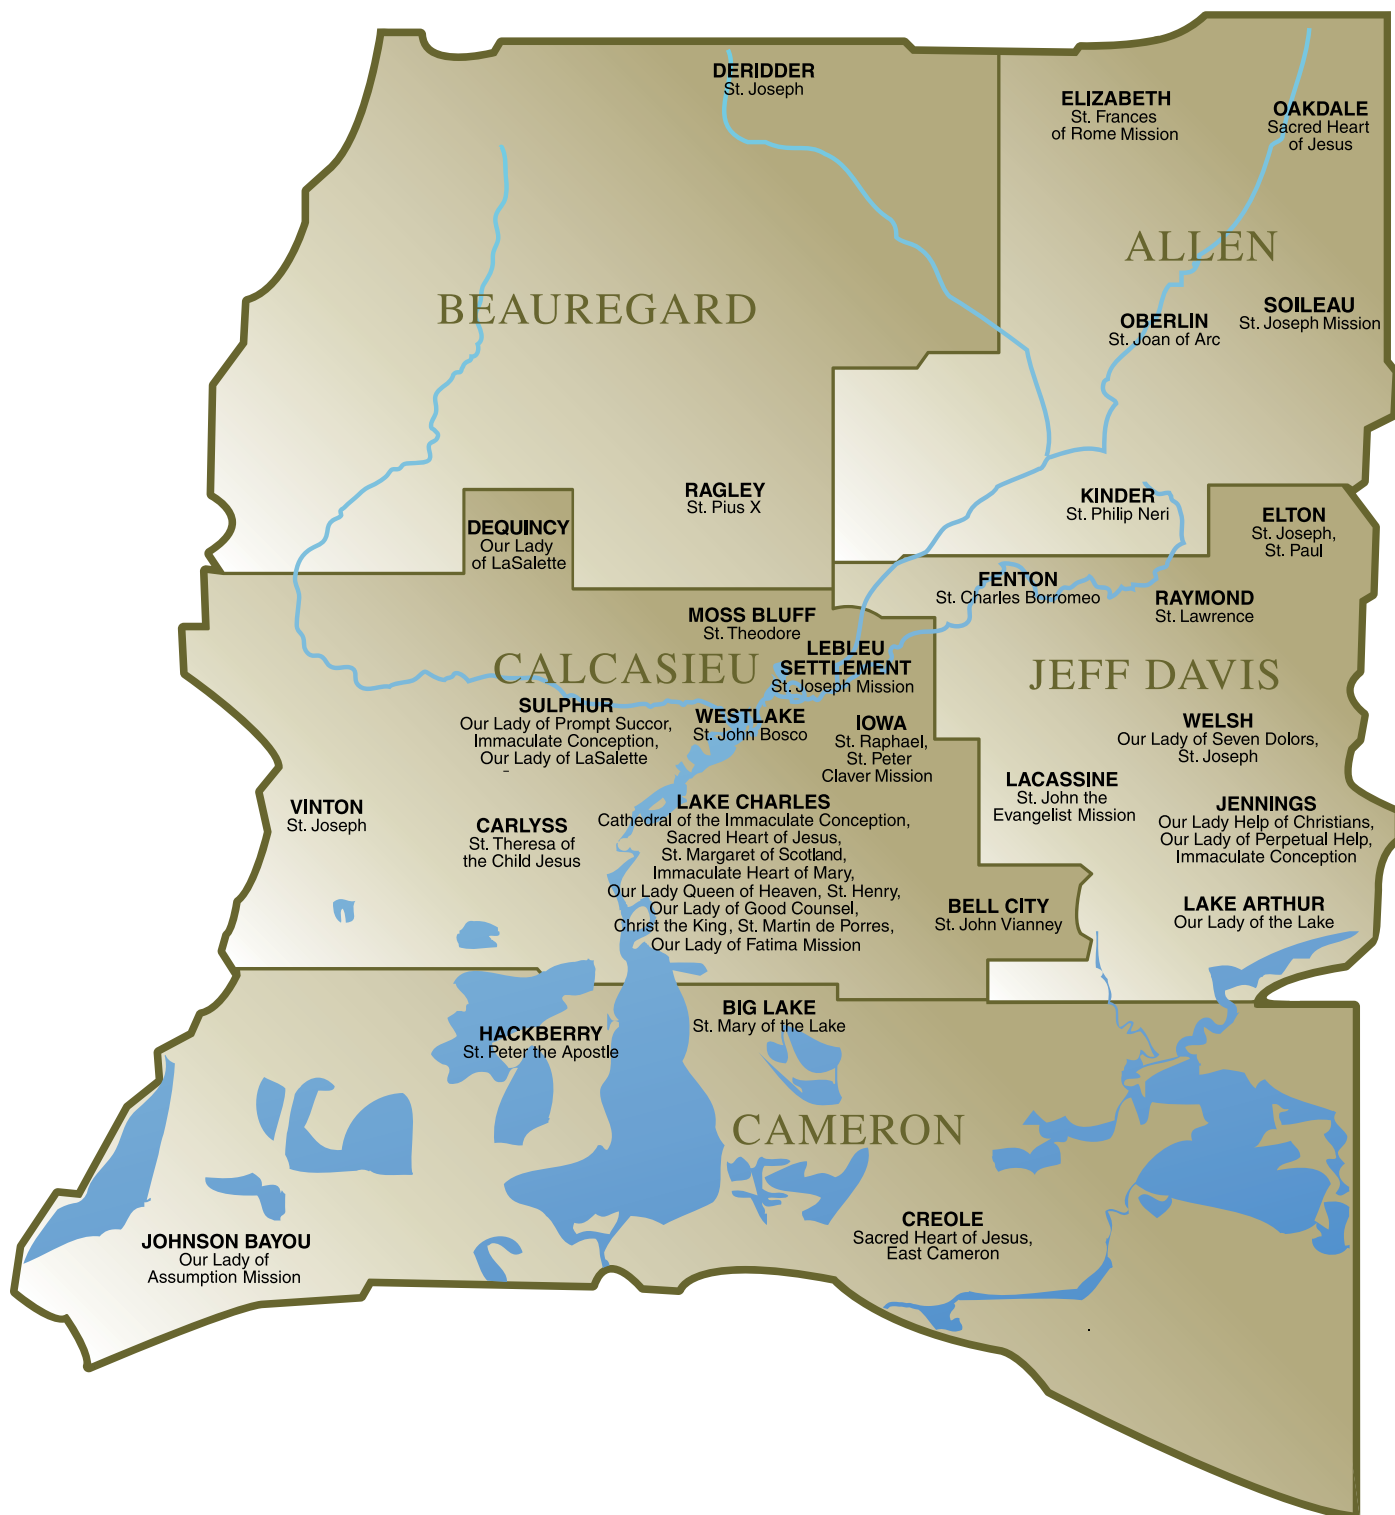 DERIDDER
St. Joseph
ELIZABETH
St. Frances
of Rome Mission
OAKDALE
Sacred Heart
of Jesus
ALLEN
BEAUREGARD
SOILEAU
St. Joseph Mission
OBERLIN
St. Joan of Arc
RAGLEY
St. Pius X
KINDER
St. Philip Neri
DEQUINCY
Our Lady
of LaSalette
ELTON
St. Joseph,
St. Paul
FENTON
St. Charles Borromeo
RAYMOND
St. Lawrence
MOSS BLUFF
St. Theodore
LEBLEU
SETTLEMENT
St. Joseph Mission
CALCASIEU
JEFF DAVIS
SULPHUR
Our Lady of Prompt Succor,
Immaculate Conception,
Our Lady of LaSalette
WESTLAKE
St. John Bosco
IOWA
St. Raphael,
St. Peter
Claver Mission
WELSH
Our Lady of Seven Dolors,
St. Joseph
LACASSINE
St. John the
Evangelist Mission
VINTON
St. Joseph
CARLYSS
St. Theresa of
the Child Jesus
LAKE CHARLES
Cathedral of the Immaculate Conception,
Sacred Heart of Jesus,
St. Margaret of Scotland,
Immaculate Heart of Mary,
Our Lady Queen of Heaven, St. Henry,
Our Lady of Good Counsel,
Christ the King, St. Martin de Porres,
Our Lady of Fatima Mission
JENNINGS
Our Lady Help of Christians,
Our Lady of Perpetual Help,
Immaculate Conception
BELL CITY
St. John Vianney
LAKE ARTHUR
Our Lady of the Lake
BIG LAKE
St. Mary of the Lake
HACKBERRY
St. Peter the Apostle
CAMERON
CREOLE
Sacred Heart of Jesus,
East Cameron
JOHNSON BAYOU
Our Lady of
Assumption Mission